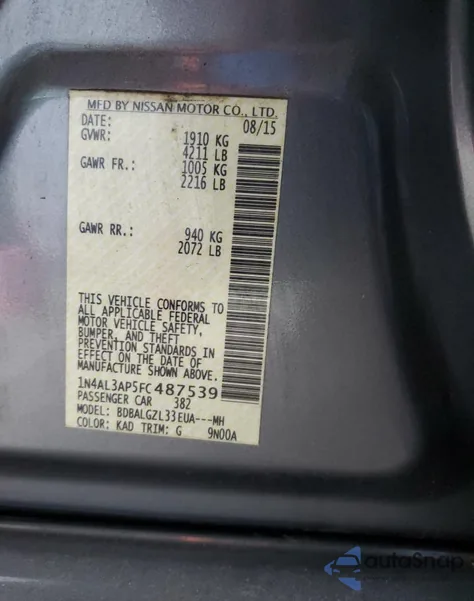 MFD BY NISSAN MOTOR CO., LTD.
DATE: 08/15
GVWR: 1910 KG
4211 LB
GAWR FR.: 1005 KG
2216 LB
GAWR RR.: 940 KG
2072 LB
THIS VEHICLE CONFORMS TO
ALL APPLICABLE FEDERAL
MOTOR VEHICLE SAFETY,
BUMPER, AND THEFT
PREVENTION STANDARDS IN
EFFECT ON THE DATE OF
MANUFACTURE SHOWN ABOVE.
1N4AL3AP5FC487539
PASSENGER CAR 382
MODEL: BDBALGZL33EUA---MH
COLOR: KAD TRIM: G 9N00A
autoSnap